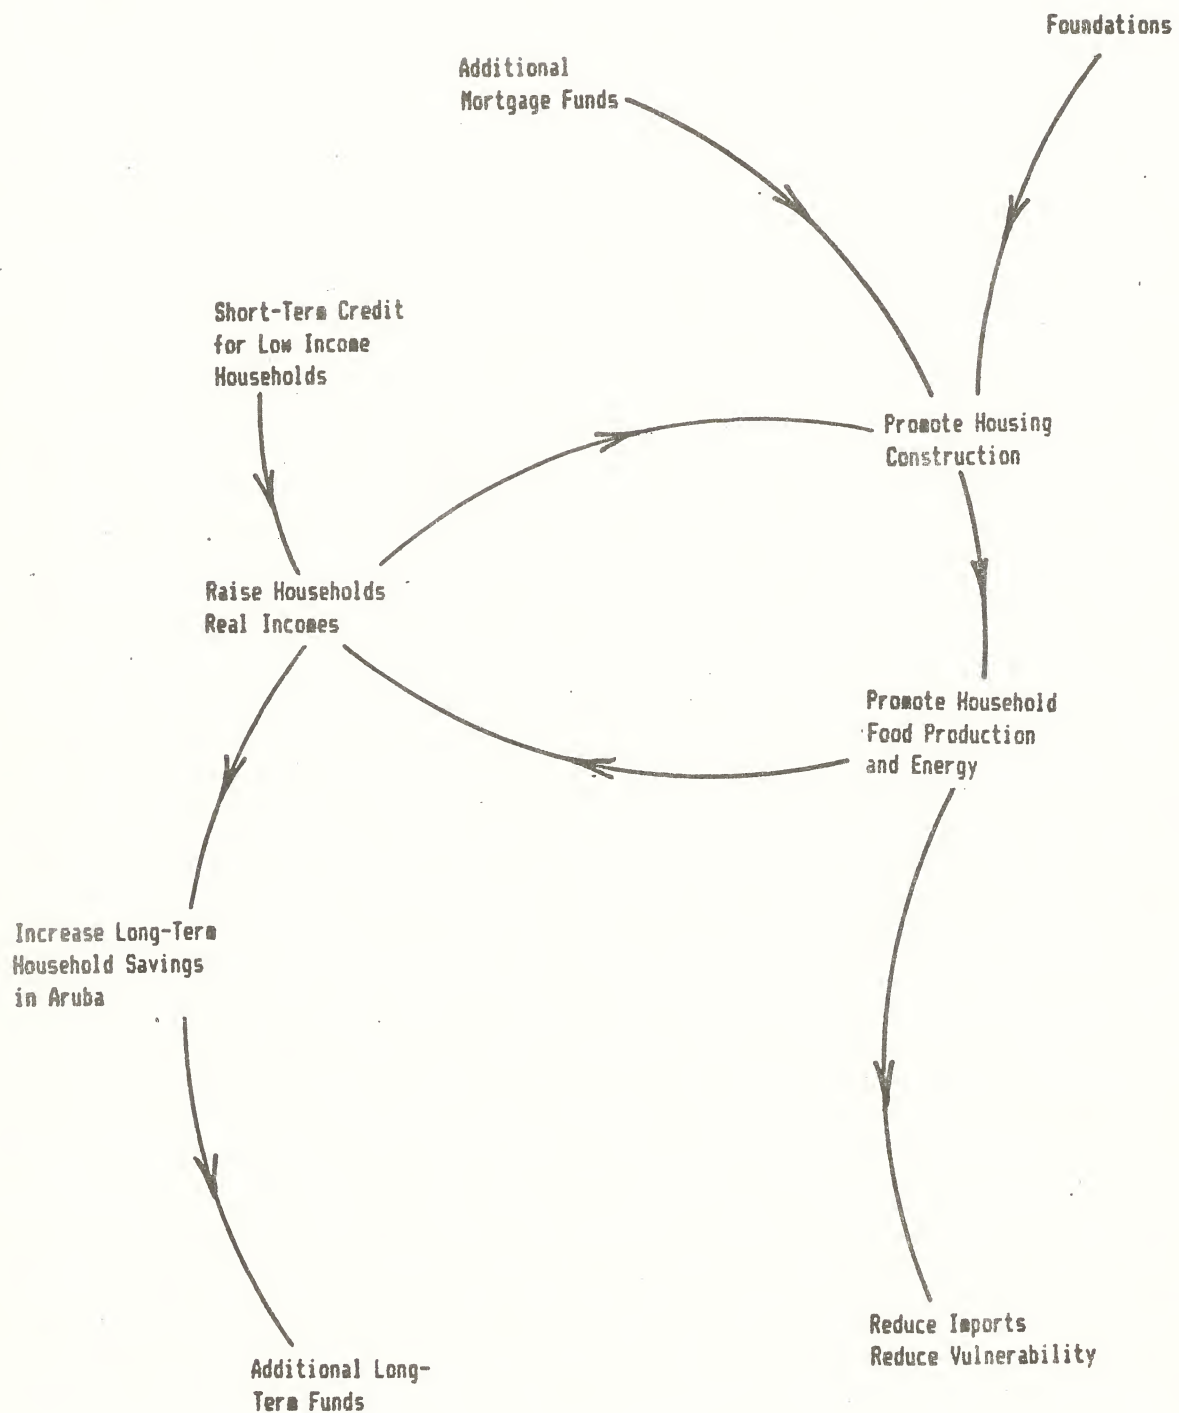 Foundations
Additional
Mortgage Funds
Short-Term Credit
for Low Income
Households
Promote Housing
Construction
Raise Households
Real Incomes
Promote Household
Food Production
and Energy
Increase Long-Term
Household Savings
in Aruba
Reduce Imports
Reduce Vulnerability
Additional Long-
Term Funds